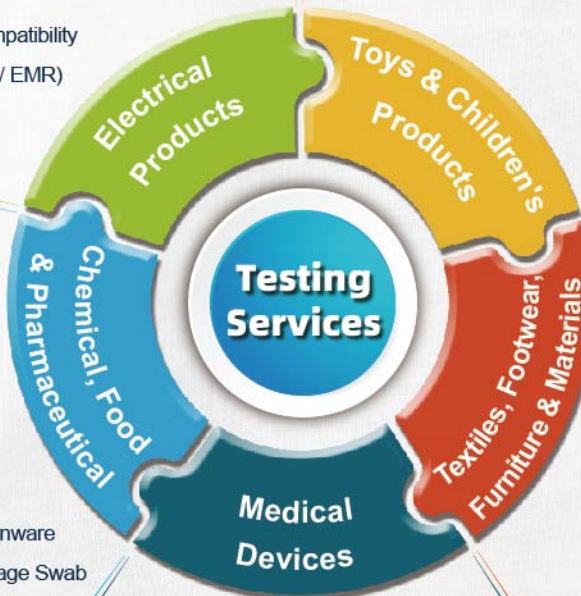 mpatibility
/ EMR)
Electrical
Products
Toys & Children's
Products
Chemical, Food
& Pharmaceutical
Testing
Services
Textiles, Footwear,
Furniture & Materials
Medical
Devices
nware
age Swab